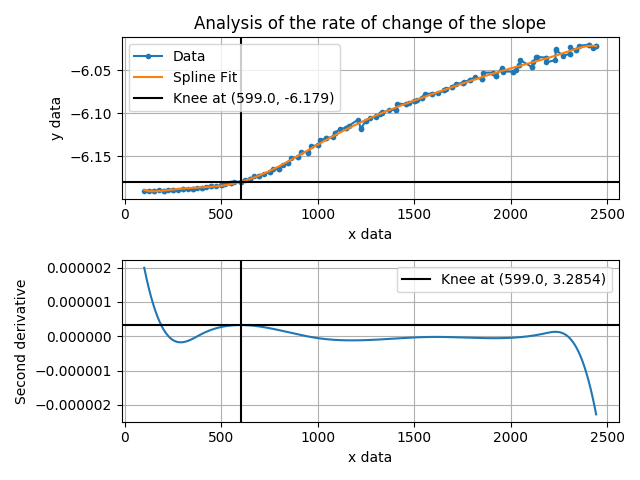 Analysis of the rate of change of the slope
Data
Spline Fit
Knee at (599.0, -6.179)
y data
−6.05
−6.10
−6.15
0 500 1000 1500 2000 2500
x data
Knee at (599.0, 3.2854)
Second derivative
0.000002
0.000001
0.000000
−0.000001
−0.000002
0 500 1000 1500 2000 2500
x data